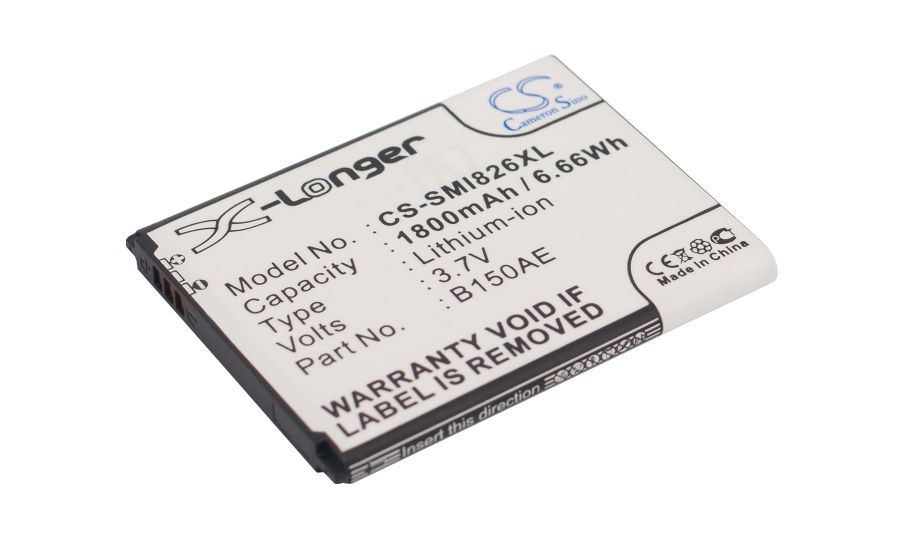 CS
Cameron Sino
X-Longer
Model No. : CS-SMI826XL
Capacity : 1800mAh / 6.66Wh
Type : Lithium-ion
Volts : 3.7V
Part No. : B150AE
CE
Made in China
WARRANTY VOID IF
LABEL IS REMOVED
Insert this direction